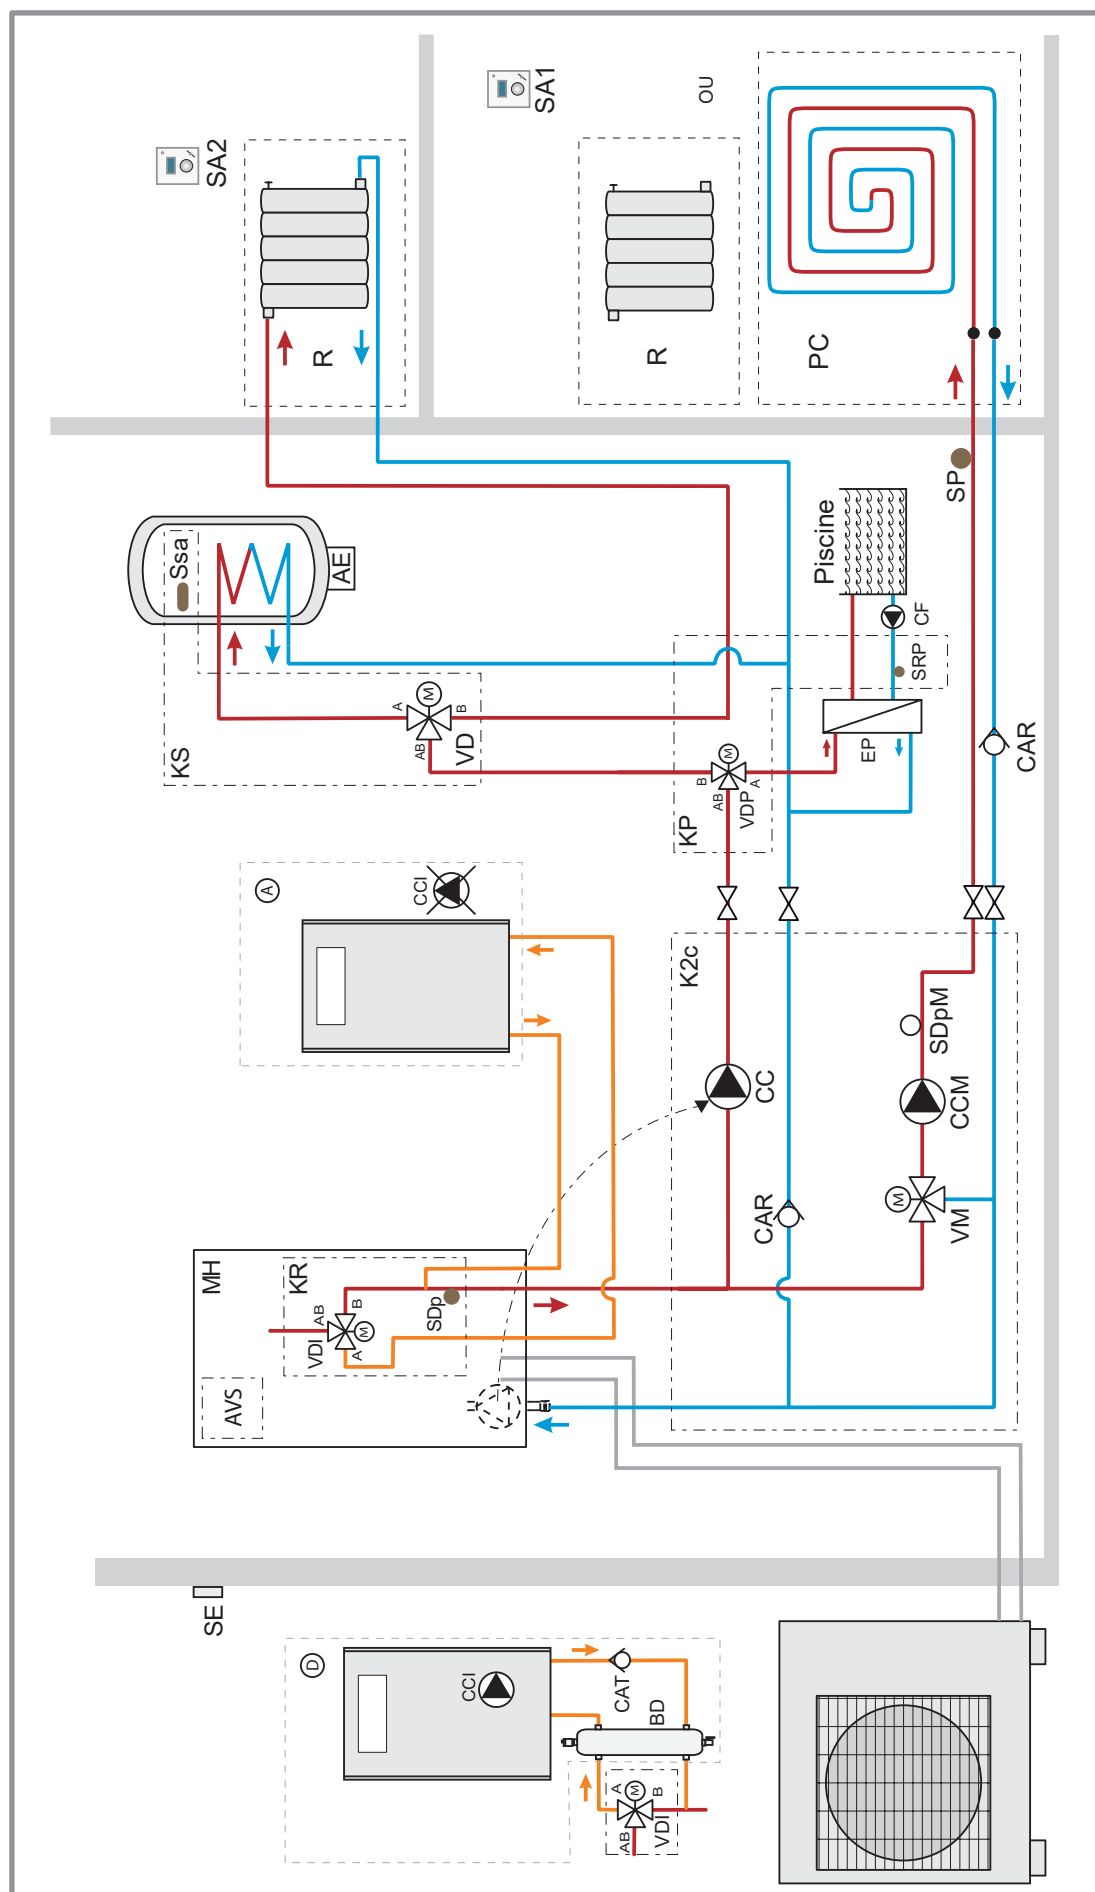 SA2
SA1
R
R
OU
PC
SP
Ssa
AE
Piscine
CF
SRP
KS
A
M
B
AB
VD
KP
B
M
AB
A
VDP
EP
CAR
A
CCI
K2c
SDpM
CC
CCM
CAR
M
VM
MH
KR
AB
B
VDI
M
A
SDp
AVS
SE
D
CCI
CAT
BD
A
M
B
AB
VDI